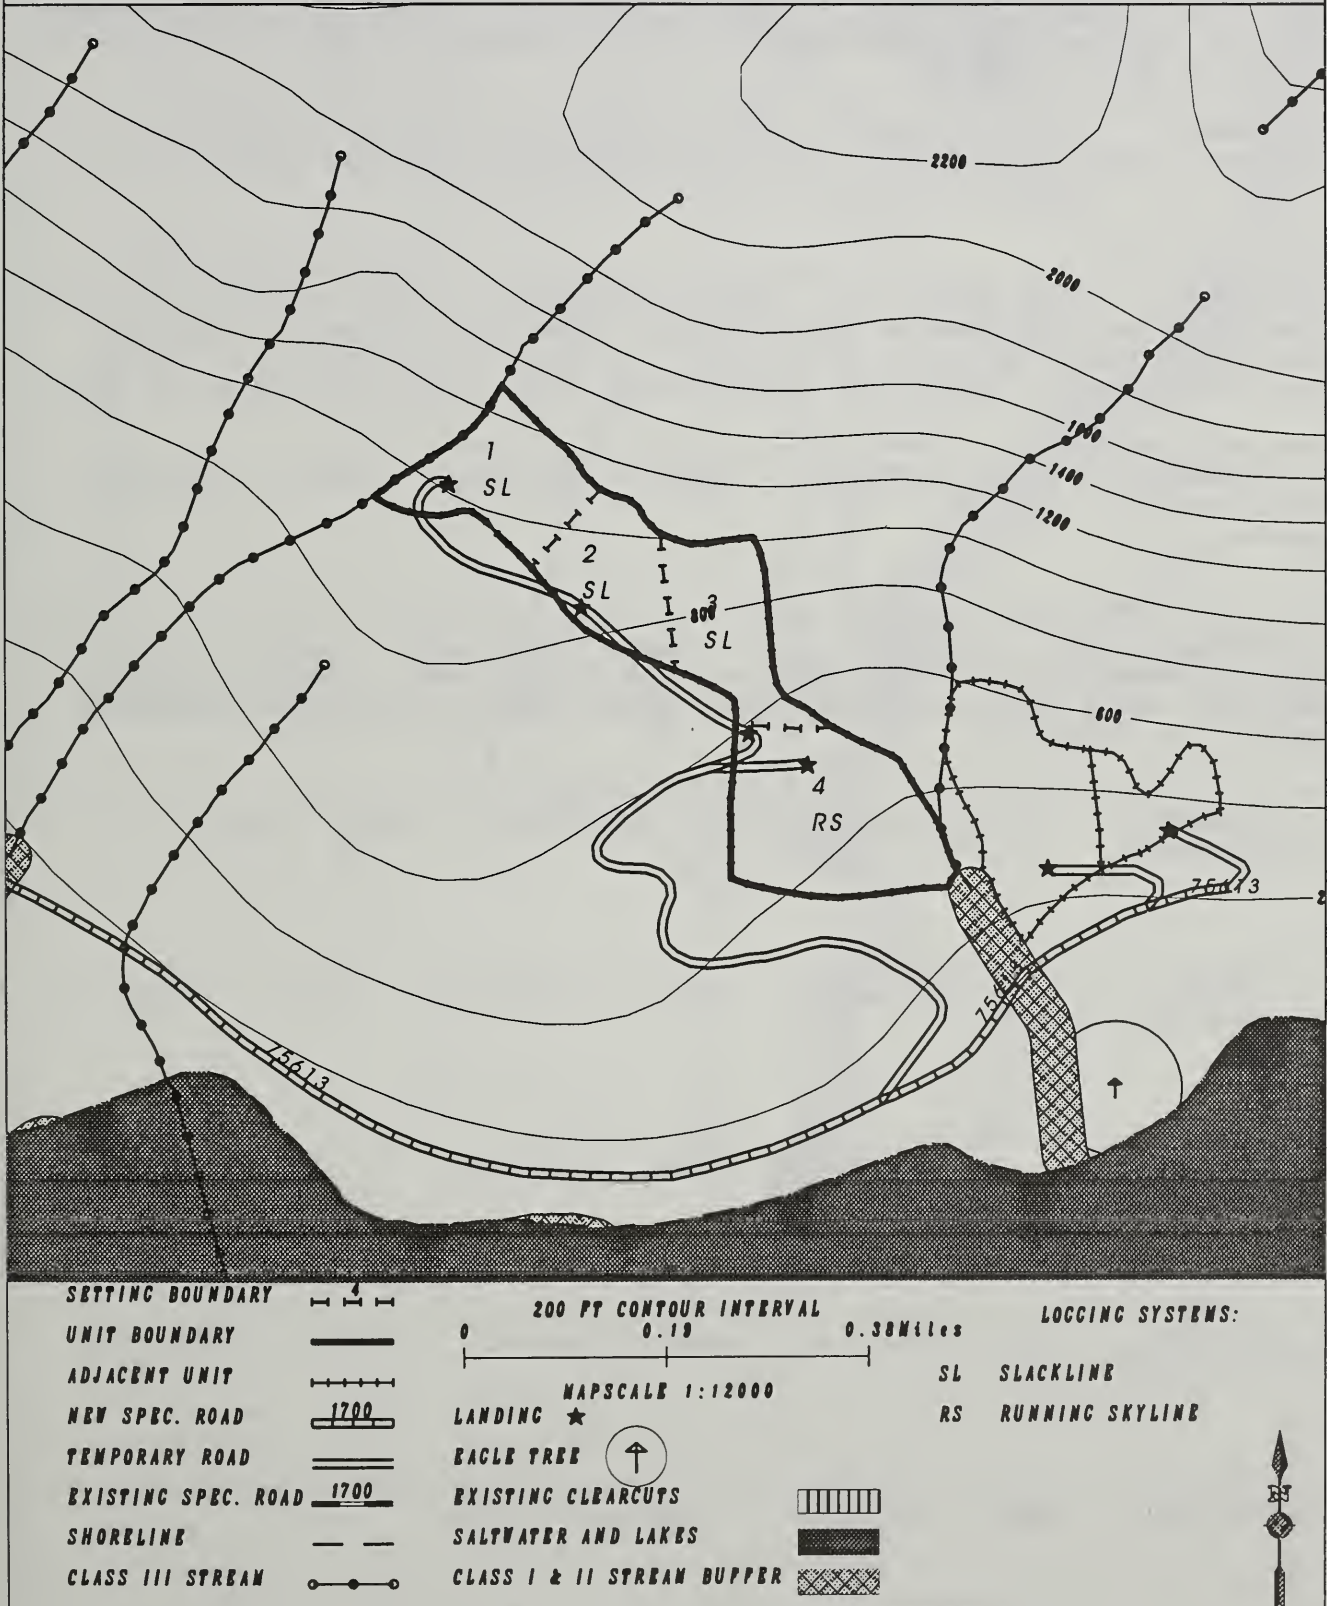 2200
2000
1800
1400
1200
1
SL
2
SL
3
800
SL
600
4
RS
75613
75613
SETTING BOUNDARY 4
UNIT BOUNDARY
ADJACENT UNIT
NEW SPEC. ROAD 1700
TEMPORARY ROAD
EXISTING SPEC. ROAD 1700
SHORELINE
CLASS III STREAM
200 FT CONTOUR INTERVAL
0 0.19 0.38Miles
MAPSCALE 1:12000
LANDING
EAGLE TREE
EXISTING CLEARCUTS
SALTWATER AND LAKES
CLASS I & II STREAM BUFFER
LOGGING SYSTEMS:
SL SLACKLINE
RS RUNNING SKYLINE
N